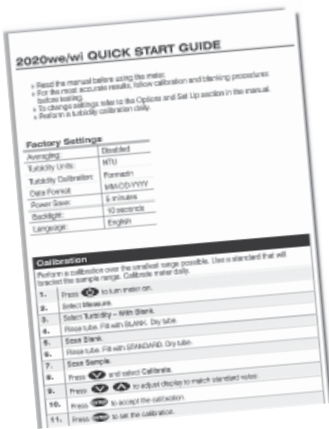 2020we/wi QUICK START GUIDE
» Read the manual before using the meter.
» For the most accurate results, follow calibration and blanking procedures
before testing.
» To change settings refer to the Options and Set Up section in the manual.
» Perform a turbidity calibration daily.
Factory Settings
Averaging: Disabled
Turbidity Units: NTU
Turbidity Calibration: Formazin
Data Format: MM-DD-YYYY
Power Save: 5 minutes
Backlight: 10 seconds
Language: English
Calibration
Perform a calibration over the smallest range possible. Use a standard that will
bracket the sample range. Calibrate meter daily.
1. Press to turn meter on.
2. Select Measure.
3. Select Turbidity – With Blank.
4. Rinse tube. Fill with BLANK. Dry tube.
5. Scan Blank.
6. Rinse tube. Fill with STANDARD. Dry tube.
7. Scan Sample.
8. Press and select Calibrate.
9. Press to adjust display to match standard value.
10. Press ENTER to accept the calibration.
11. Press ENTER to set the calibration.